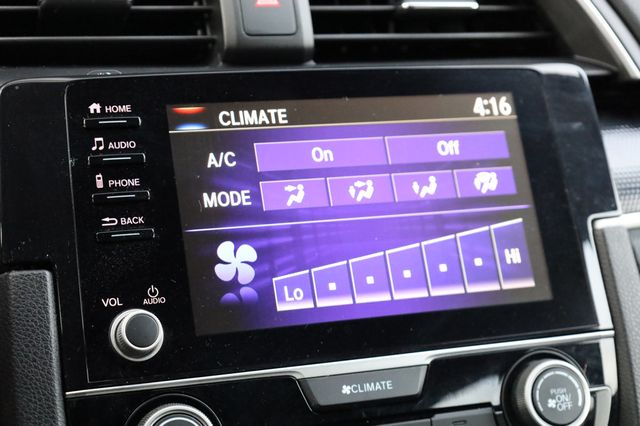 HOME
AUDIO
PHONE
BACK
VOL
AUDIO
CLIMATE 4:16
A/C On Off
MODE
Lo HI
CLIMATE
PUSH
ON/
OFF